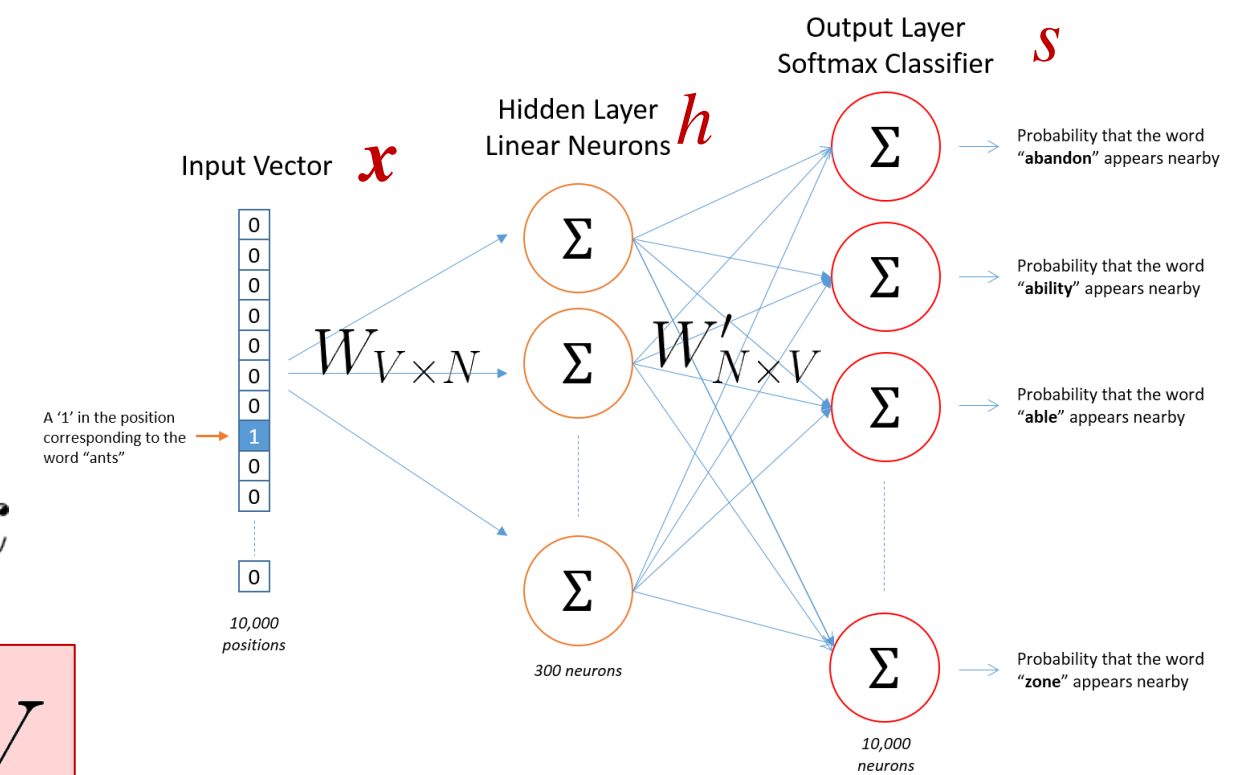 Output Layer
Softmax Classifier
s
Hidden Layer
Linear Neurons
h
Input Vector
x
0
0
0
0
0
0
0
1
0
0
0
A ‘1’ in the position
corresponding to the
word “ants”
10,000
positions
W V×N
Σ
Σ
Σ
300 neurons
W′ N×V
Σ
Σ
Σ
Σ
10,000
neurons
Probability that the word
“abandon” appears nearby
Probability that the word
“ability” appears nearby
Probability that the word
“able” appears nearby
Probability that the word
“zone” appears nearby